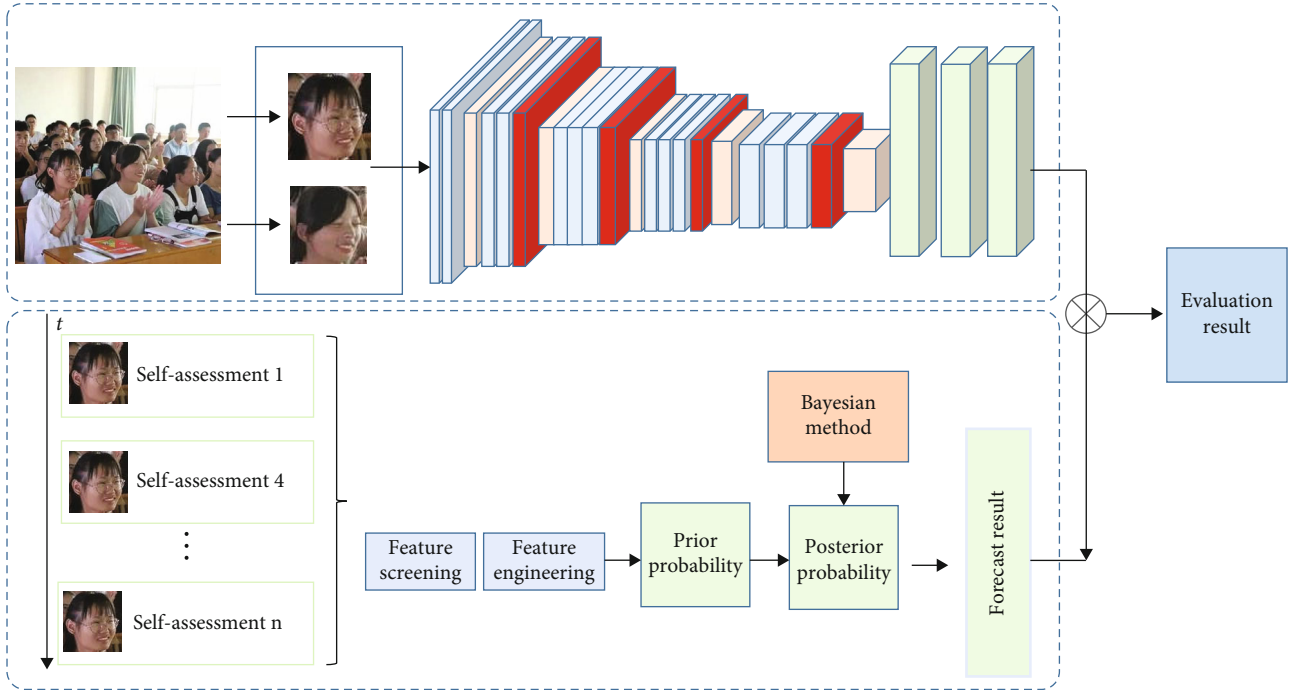 t
Self-assessment 1
Self-assessment 4
Self-assessment n
Feature
screening
Feature
engineering
Prior
probability
Bayesian
method
Posterior
probability
Forecast result
Evaluation
result